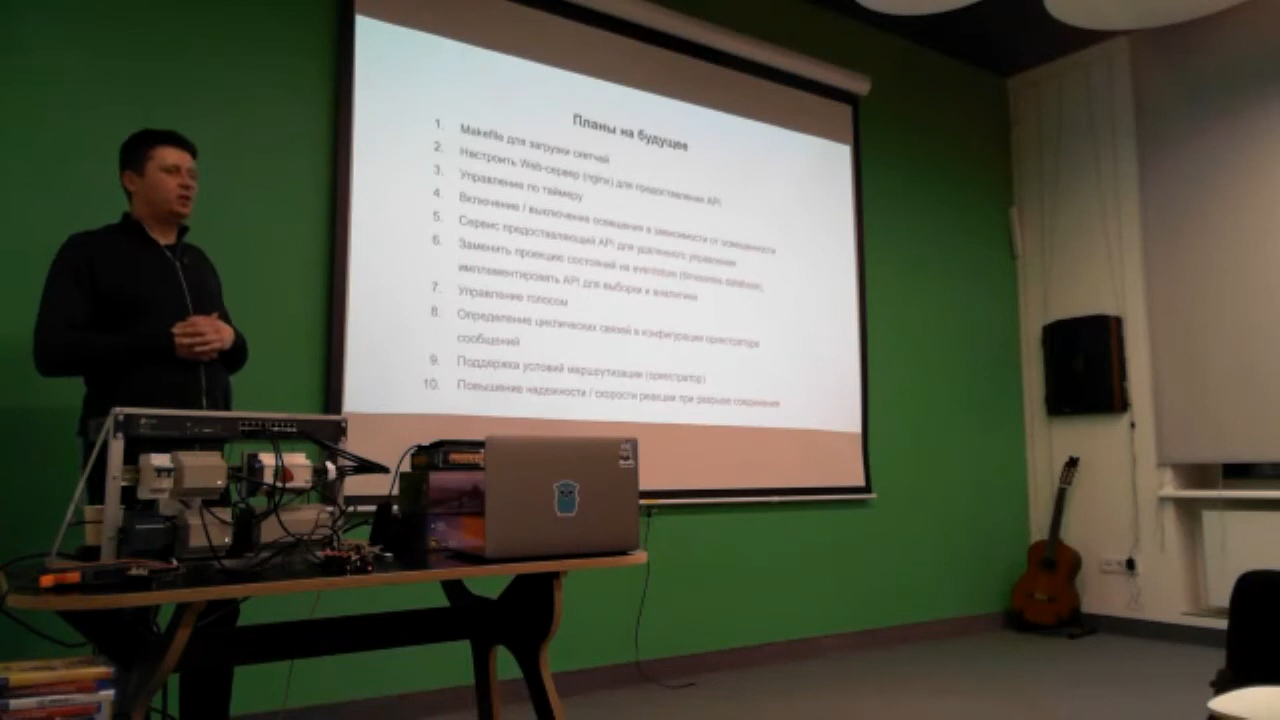 Планы на будущее
1. Makefile для загрузки скетчей
2. Настроить Web-сервер (nginx) для предоставления API
3. Управление по таймеру
4. Включение / выключение освещения в зависимости от освещенности
5. Сервис предоставляющий API для удаленного управления
6. Заменить проекцию состояний на eventstore (timeseries database),
имплементировать API для выборки и аналитики
7. Управление голосом
8. Определение циклических связей в конфигурации оркестратора
сообщений
9. Поддержка условий маршрутизации (оркестратор)
10. Повышение надежности / скорости реакции при разрыве соединения